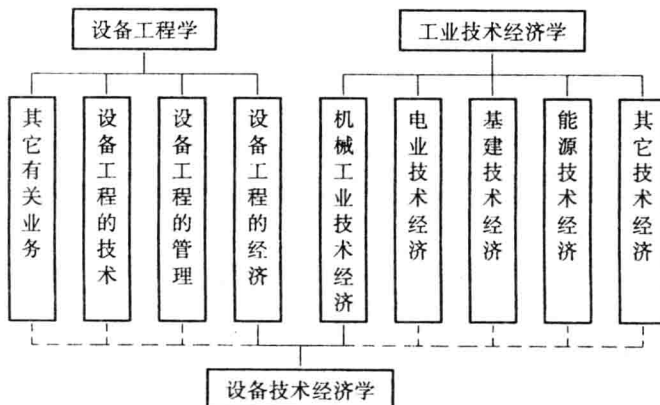 设备工程学
工业技术经济学
其它有关业务
设备工程的技术
设备工程的管理
设备工程的经济
机械工业技术经济
电业技术经济
基建技术经济
能源技术经济
其它技术经济
设备技术经济学